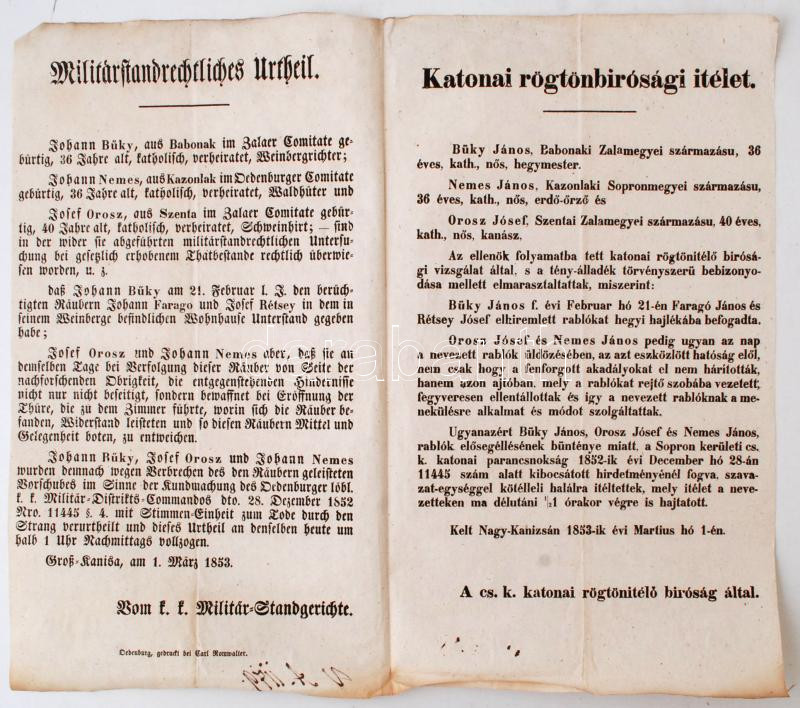 Militärstandrechtliches Urtheil.
Johann Büky, aus Babonak im Zalaer Comitate ge-
bürtig, 36 Jahre alt, katholisch, verheiratet, Weinbergrichter;
Johann Nemes, aus Kazonlak im Oedenburger Comitate
gebürtig, 36 Jahre alt, katholisch, verheiratet, Waldhüter und
Josef Orosz, aus Szenta im Zalaer Comitate gebür-
tig, 40 Jahre alt, katholisch, verheiratet, Schweinhirt; — sind
in der wider sie abgeführten militärstandrechtlichen Untersu-
chung bei gesetzlich erhobenem Thatbestande rechtlich überwie-
sen worden, u. z.
daß Johann Büky am 21. Februar l. J. den berüch-
tigten Räubern Johann Farago und Josef Rétsey in dem in
seinem Weinberge befindlichen Wohnhause Unterstand gegeben
habe;
Josef Orosz und Johann Nemes aber, daß sie an
demselben Tage bei Verfolgung dieser Räuber von Seite der
nachforschenden Obrigkeit, die entgegenstehenden Hindernisse
nicht nur nicht beseitigt, sondern bewaffnet bei Eröffnung der
Thüre, die zu dem Zimmer führte, worin sich die Räuber be-
fanden, Widerstand leisteten und so diesen Räubern Mittel und
Gelegenheit boten, zu entweichen.
Johann Büky, Josef Orosz und Johann Nemes
wurden demnach wegen Verbrechen des den Räubern geleisteten
Vorschubes im Sinne der Kundmachung des Oedenburger löbl.
k. k. Militär-Distrikts-Commandos dto. 28. Dezember 1852
Nro. 11445 §. 4. mit Stimmen-Einheit zum Tode durch den
Strang verurtheilt und dieses Urtheil an denselben heute um
halb 1 Uhr Nachmittags vollzogen.
Groß-Kanisa, am 1. März 1853.
Vom k. k. Militär-Standgerichte.
Oedenburg, gedruckt bei Carl Romwalter.
Katonai rögtönbirósági itélet.
Büky János, Babonaki Zalamegyei származásu, 36
éves, kath., nős, hegymester.
Nemes János, Kazonlaki Sopronmegyei származásu,
36 éves, kath., nős, erdő-őrző és
Orosz József, Szentai Zalamegyei származásu, 40 éves,
kath., nős, kanász,
Az ellenök folyamatba tett katonai rögtönitélő birósá-
gi vizsgálat által, s a tény-álladék törvényszerű bebizonyo-
dása mellett elmarasztaltattak, miszerint:
Büky János f. évi Februar hó 21-én Faragó János és
Rétsey József elhiremlett rablókat hegyi hajlékába befogadta.
Orosz József és Nemes János pedig ugyan az nap
a nevezett rablók üldözésében, az azt eszközlött hatóság elől,
nem csak hogy a fenforgott akadályokat el nem háritották,
hanem azon ajtóban, mely a rablókat rejtő szobába vezetett,
fegyveresen ellentállottak és igy a nevezett rablóknak a me-
nekülésre alkalmat és módot szolgáltattak.
Ugyanazért Büky János, Orosz József és Nemes János,
rablók elősegéllésének bünténye miatt, a Sopron kerületi cs.
k. katonai parancsnokság 1852-ik évi December hó 28-án
11445 szám alatt kibocsátott hirdetményénél fogva, szava-
zat-egységgel kötélleli halálra itéltettek, mely itélet a neve-
zetteken ma délutáni ½1 órakor végre is hajtatott.
Kelt Nagy-Kanizsán 1853-ik évi Martius hó 1-én.
A cs. k. katonai rögtönitélő biróság által.
darabanth